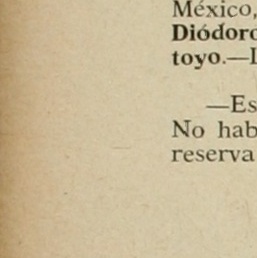 México,
Diódoro
toyo.—
—Es
No hab
reserva